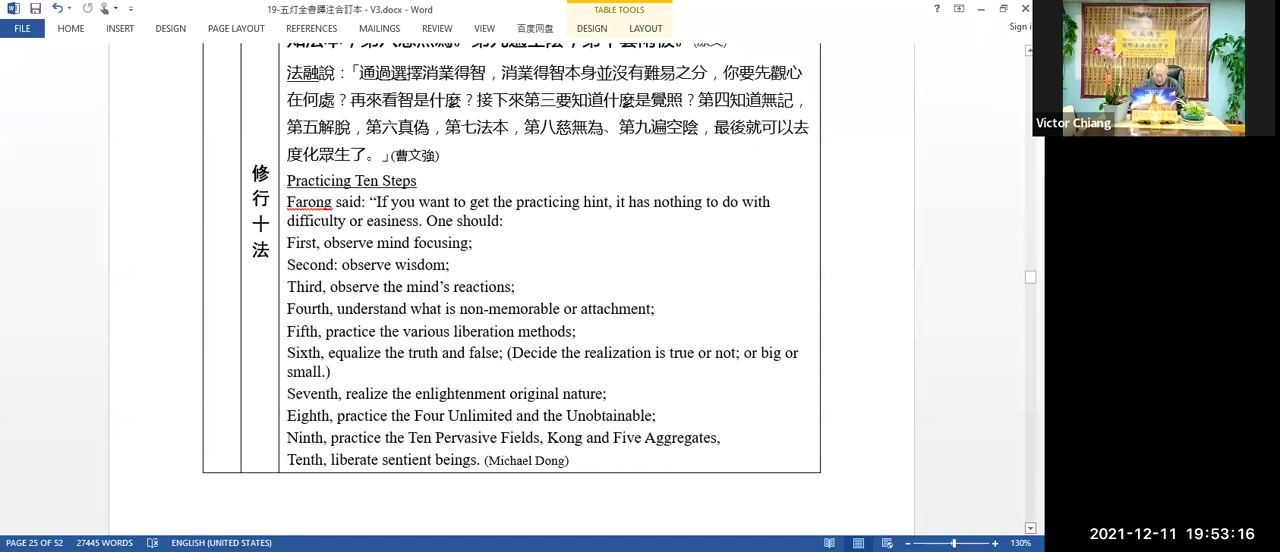 19-五灯全書譯注合訂本 - V3.docx - Word
TABLE TOOLS
FILE HOME INSERT DESIGN PAGE LAYOUT REFERENCES MAILINGS REVIEW VIEW 百度网盘 DESIGN LAYOUT Sign i
法融說：「通過選擇消業得智，消業得智本身並沒有難易之分，你要先觀心
在何處？再來看智是什麼？接下來第三要知道什麼是覺照？第四知道無記，
第五解脫，第六真偽，第七法本，第八慈無為、第九遍空陰，最後就可以去
度化眾生了。」(曹文強)
修行十法
Practicing Ten Steps
Farong said: “If you want to get the practicing hint, it has nothing to do with
difficulty or easiness. One should:
First, observe mind focusing;
Second: observe wisdom;
Third, observe the mind’s reactions;
Fourth, understand what is non-memorable or attachment;
Fifth, practice the various liberation methods;
Sixth, equalize the truth and false; (Decide the realization is true or not; or big or
small.)
Seventh, realize the enlightenment original nature;
Eighth, practice the Four Unlimited and the Unobtainable;
Ninth, practice the Ten Pervasive Fields, Kong and Five Aggregates,
Tenth, liberate sentient beings. (Michael Dong)
PAGE 25 OF 52 27445 WORDS ENGLISH (UNITED STATES) 130%
Victor Chiang
2021-12-11 19:53:16